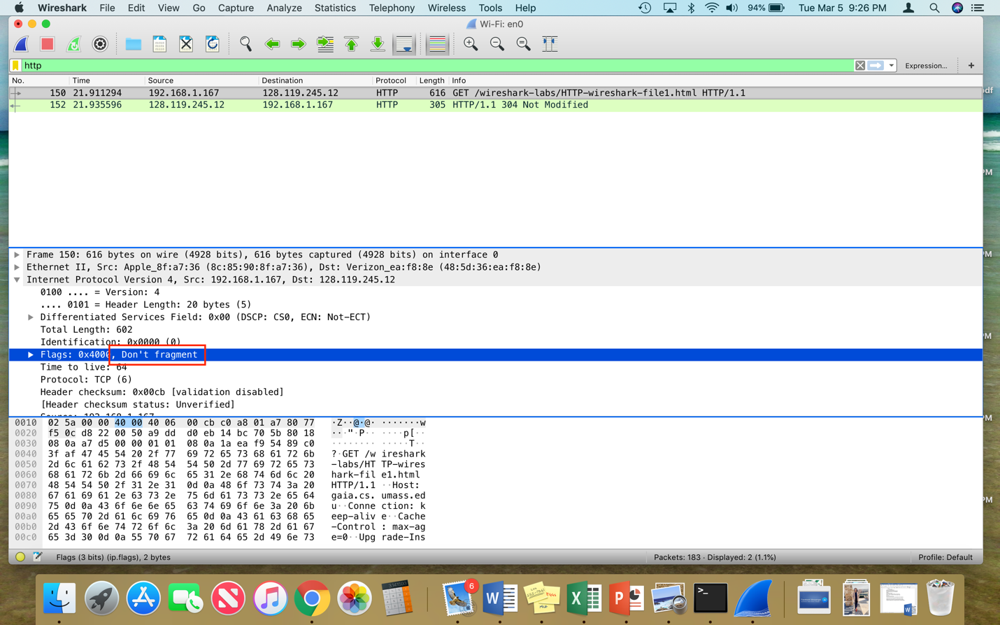 Wireshark File Edit View Go Capture Analyze Statistics Telephony Wireless Tools Help 94% Tue Mar 5 9:26 PM
Wi-Fi: en0
http Expression... +
No. Time Source Destination Protocol Length Info
150 21.911294 192.168.1.167 128.119.245.12 HTTP 616 GET /wireshark-labs/HTTP-wireshark-file1.html HTTP/1.1
152 21.935596 128.119.245.12 192.168.1.167 HTTP 305 HTTP/1.1 304 Not Modified
Frame 150: 616 bytes on wire (4928 bits), 616 bytes captured (4928 bits) on interface 0
Ethernet II, Src: Apple_8f:a7:36 (8c:85:90:8f:a7:36), Dst: Verizon_ea:f8:8e (48:5d:36:ea:f8:8e)
Internet Protocol Version 4, Src: 192.168.1.167, Dst: 128.119.245.12
0100 .... = Version: 4
.... 0101 = Header Length: 20 bytes (5)
Differentiated Services Field: 0x00 (DSCP: CS0, ECN: Not-ECT)
Total Length: 602
Identification: 0x0000 (0)
Flags: 0x4000, Don't fragment
Time to live: 64
Protocol: TCP (6)
Header checksum: 0x00cb [validation disabled]
[Header checksum status: Unverified]
Source: 192.168.1.167
0010 02 5a 00 00 40 00 40 06 00 cb c0 a8 01 a7 80 77 ·Z··@·@· ·······w
0020 f5 0c d8 22 00 50 a9 dd d0 eb 14 bc 70 5b 80 18 ···"·P·· ····p[··
0030 08 0a a7 d5 00 00 01 01 08 0a 1a ea f9 54 89 c0 ········ ·····T··
0040 3f af 47 45 54 20 2f 77 69 72 65 73 68 61 72 6b ?·GET /w ireshark
0050 2d 6c 61 62 73 2f 48 54 54 50 2d 77 69 72 65 73 -labs/HT TP-wires
0060 68 61 72 6b 2d 66 69 6c 65 31 2e 68 74 6d 6c 20 hark-fil e1.html
0070 48 54 54 50 2f 31 2e 31 0d 0a 48 6f 73 74 3a 20 HTTP/1.1 ··Host:
0080 67 61 69 61 2e 63 73 2e 75 6d 61 73 73 2e 65 64 gaia.cs. umass.ed
0090 75 0d 0a 43 6f 6e 6e 65 63 74 69 6f 6e 3a 20 6b u··Conne ction: k
00a0 65 65 70 2d 61 6c 69 76 65 0d 0a 43 61 63 68 65 eep-aliv e··Cache
00b0 2d 43 6f 6e 74 72 6f 6c 3a 20 6d 61 78 2d 61 67 -Control : max-ag
00c0 65 3d 30 0d 0a 55 70 67 72 61 64 65 2d 49 6e 73 e=0··Upg rade-Ins
Flags (3 bits) (ip.flags), 2 bytes Packets: 183 · Displayed: 2 (1.1%) Profile: Default